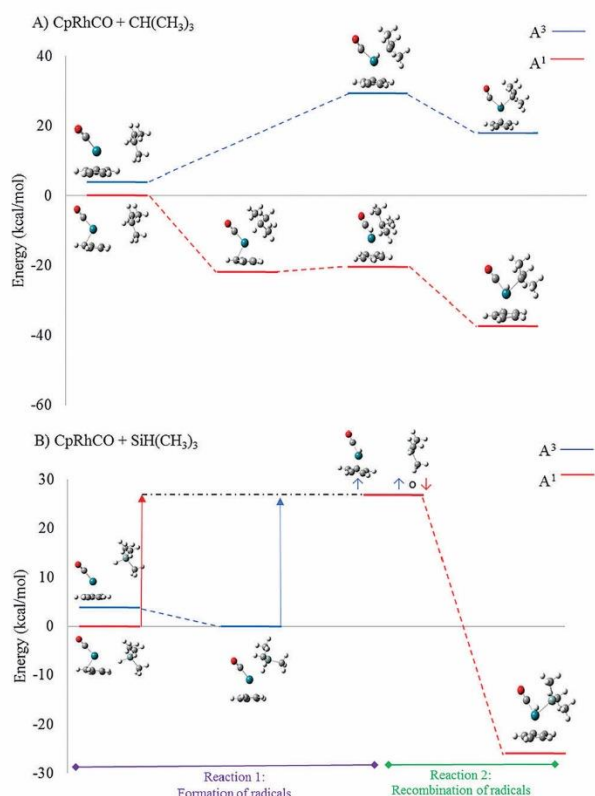 A) CpRhCO + CH(CH₃)₃
A³
A¹
Energy (kcal/mol)
40
20
0
-20
-40
-60
B) CpRhCO + SiH(CH₃)₃
A³
A¹
Energy (kcal/mol)
30
20
10
0
-10
-20
-30
↑ ↑ o ↓
Reaction 1:
Formation of radicals
Reaction 2:
Recombination of radicals